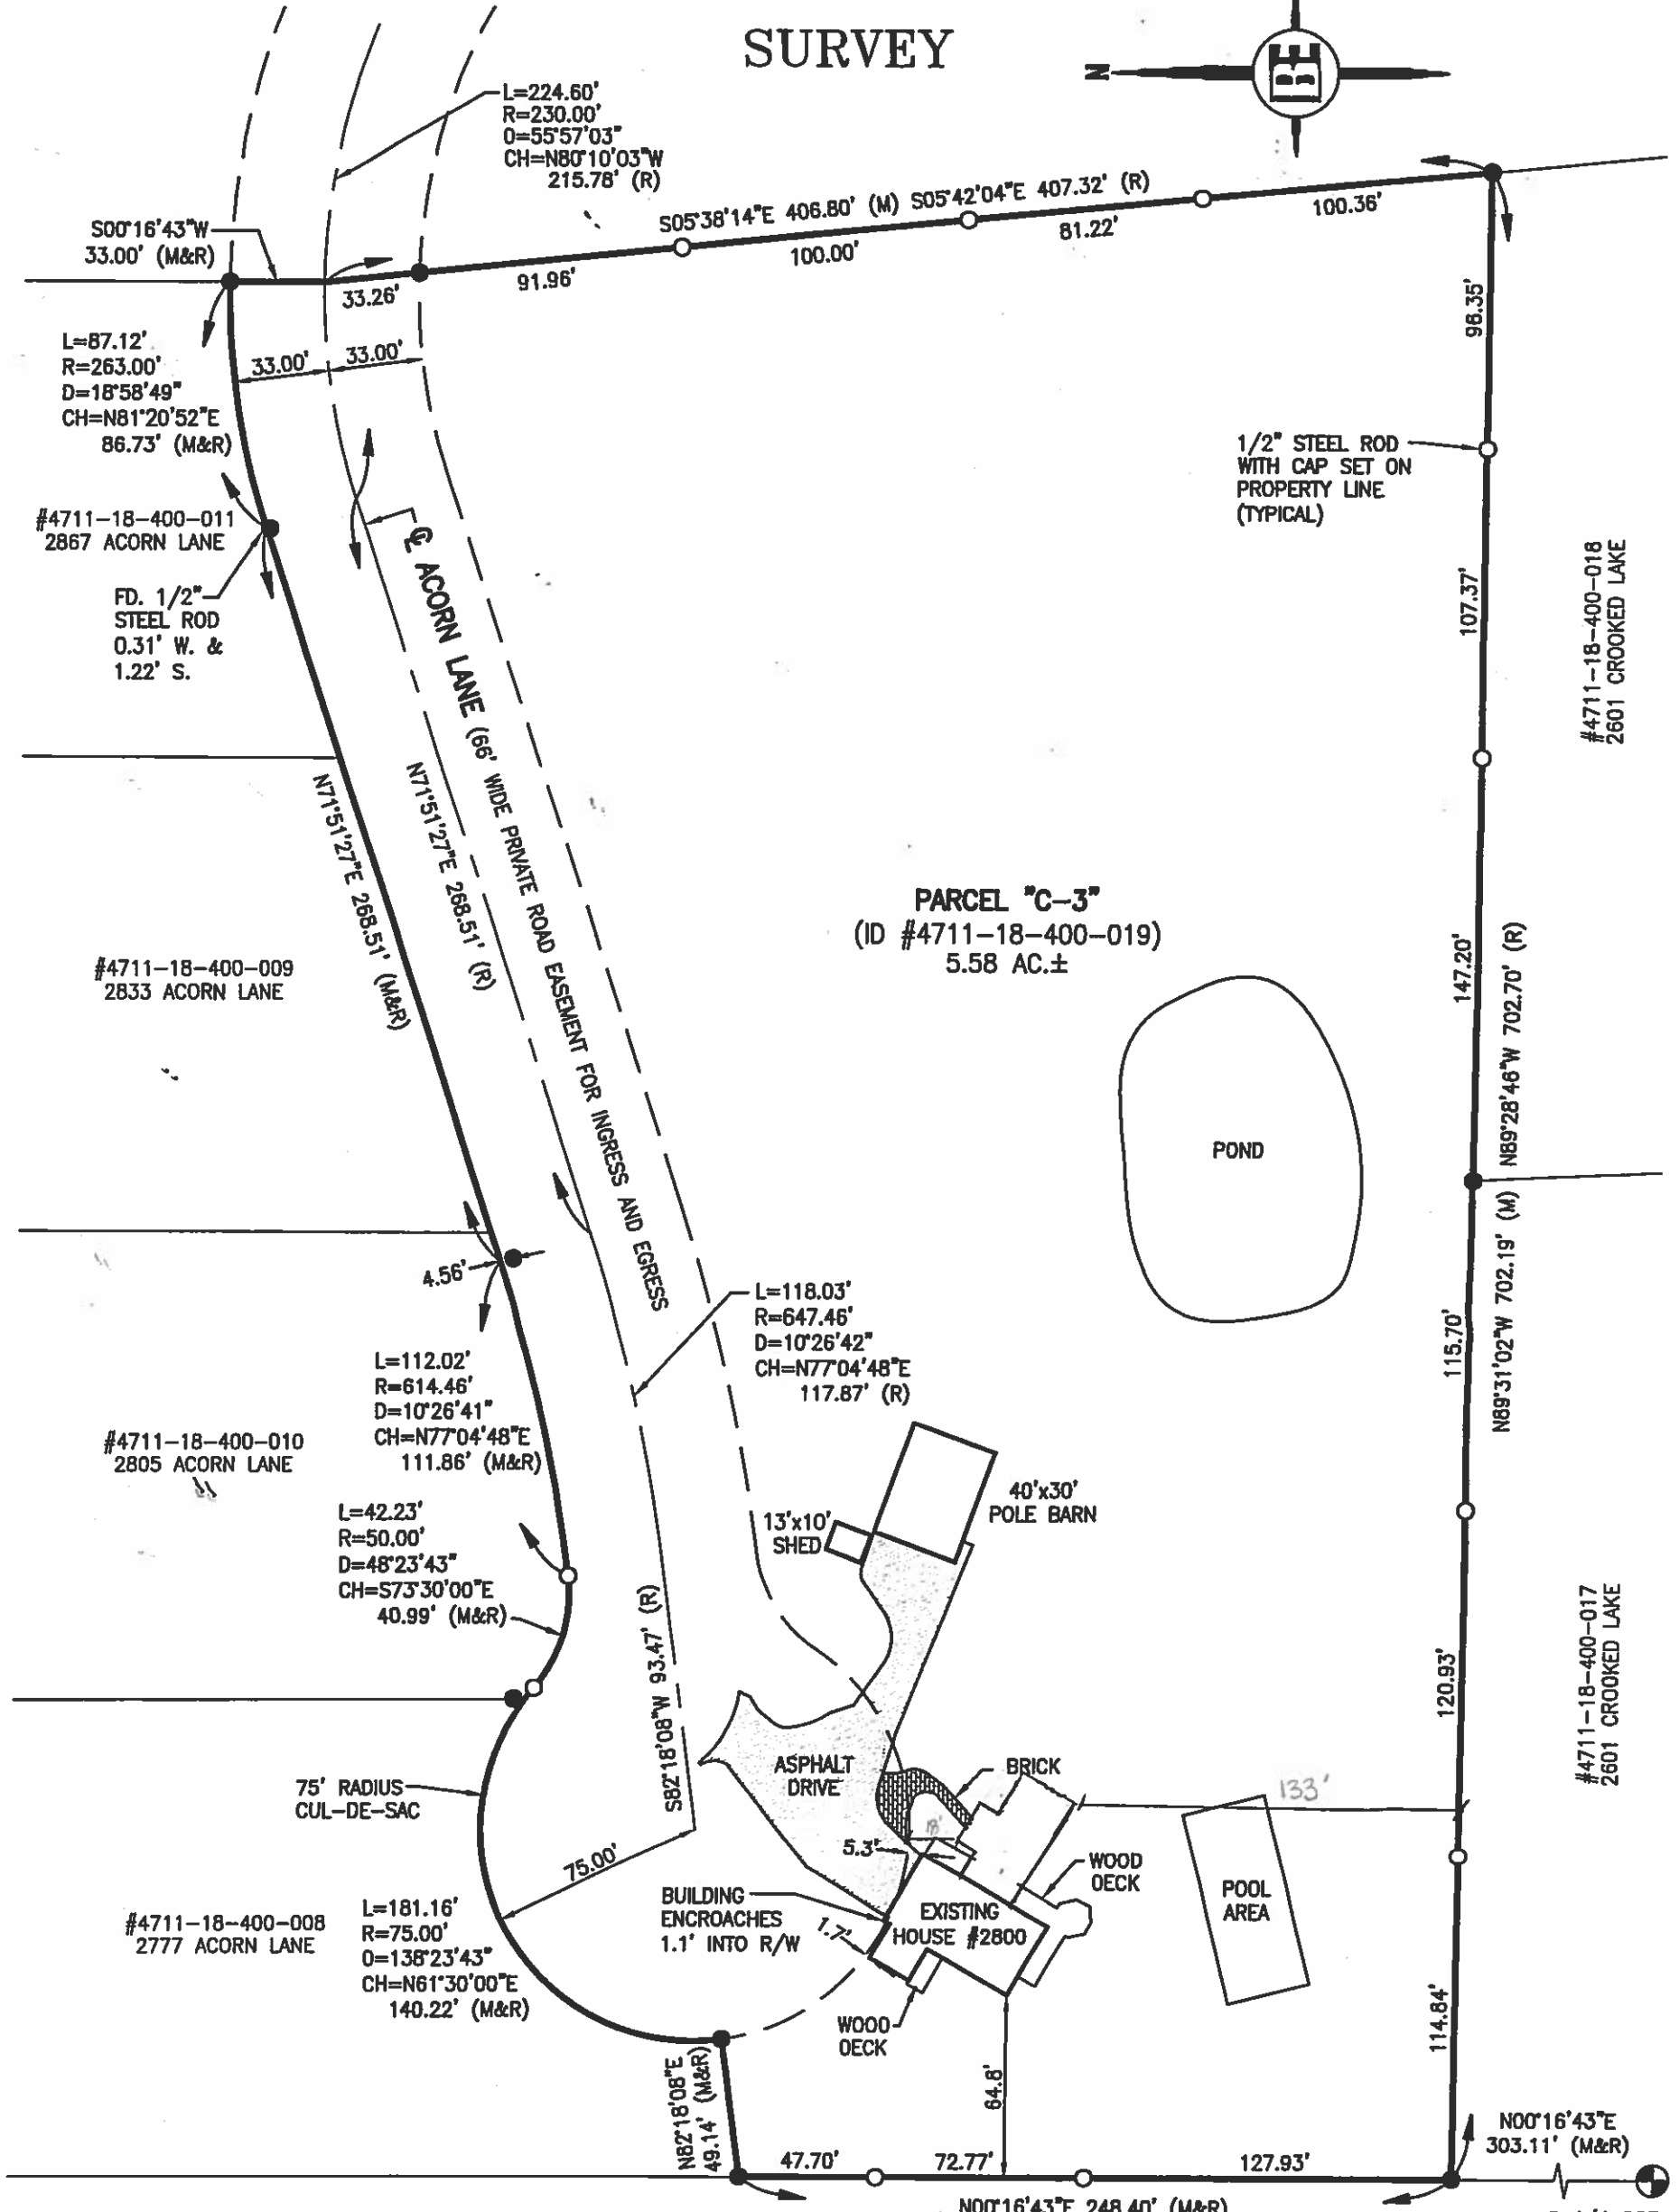 SURVEY
N
L=224.60'
R=230.00'
0=55°57'03"
CH=N80°10'03"W
215.78' (R)
S05°38'14"E 406.80' (M) S05°42'04"E 407.32' (R)
100.36'
81.22'
100.00'
91.96'
33.26'
S00°16'43"W
33.00' (M&R)
33.00'
33.00'
L=87.12'
R=263.00'
D=18°58'49"
CH=N81°20'52"E
86.73' (M&R)
98.35'
1/2" STEEL ROD
WITH CAP SET ON
PROPERTY LINE
(TYPICAL)
#4711-18-400-011
2867 ACORN LANE
FD. 1/2"
STEEL ROD
0.31' W. &
1.22' S.
℄ ACORN LANE (66' WIDE PRIVATE ROAD EASEMENT FOR INGRESS AND EGRESS
107.37'
#4711-18-400-018
2601 CROOKED LAKE
N71°51'27"E 268.51' (M&R)
N71°51'27"E 268.51' (R)
PARCEL "C-3"
(ID #4711-18-400-019)
5.58 AC.±
#4711-18-400-009
2833 ACORN LANE
147.20'
N89°28'46"W 702.70' (R)
POND
N89°31'02"W 702.19' (M)
4.56'
115.70'
L=118.03'
R=647.46'
D=10°26'42"
CH=N77°04'48"E
117.87' (R)
L=112.02'
R=614.46'
D=10°26'41"
CH=N77°04'48"E
111.86' (M&R)
#4711-18-400-010
2805 ACORN LANE
40'x30'
POLE BARN
13'x10'
SHED
L=42.23'
R=50.00'
D=48°23'43"
CH=S73°30'00"E
40.99' (M&R)
S82°18'08"W 93.47' (R)
120.93'
#4711-18-400-017
2601 CROOKED LAKE
75' RADIUS
CUL-DE-SAC
ASPHALT
DRIVE
BRICK
133'
18'
5.3'
75.00'
WOOD
DECK
POOL
AREA
BUILDING
ENCROACHES
1.1' INTO R/W
1.7'
EXISTING
HOUSE #2800
#4711-18-400-008
2777 ACORN LANE
L=181.16'
R=75.00'
0=138°23'43"
CH=N61°30'00"E
140.22' (M&R)
WOOD
DECK
114.84'
N82°18'08"E
49.14' (M&R)
64.8'
N00°16'43"E
303.11' (M&R)
47.70'
72.77'
127.93'
N00°16'43"E 248.40' (M&R)